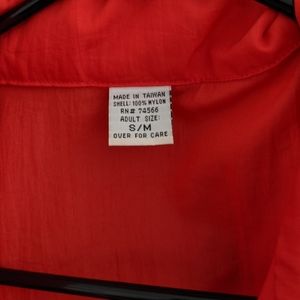 MADE IN TAIWAN
SHELL: 100% NYLON
RN# 74566
ADULT SIZE:
S/M
OVER FOR CARE